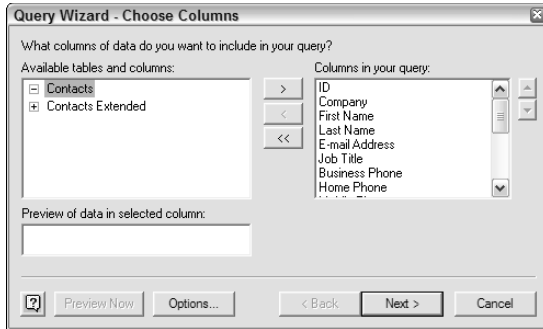 Query Wizard - Choose Columns
What columns of data do you want to include in your query?
Available tables and columns:
Contacts
Contacts Extended
>
<
<<
Columns in your query:
ID
Company
First Name
Last Name
E-mail Address
Job Title
Business Phone
Home Phone
Preview of data in selected column:
Preview Now
Options...
< Back
Next >
Cancel